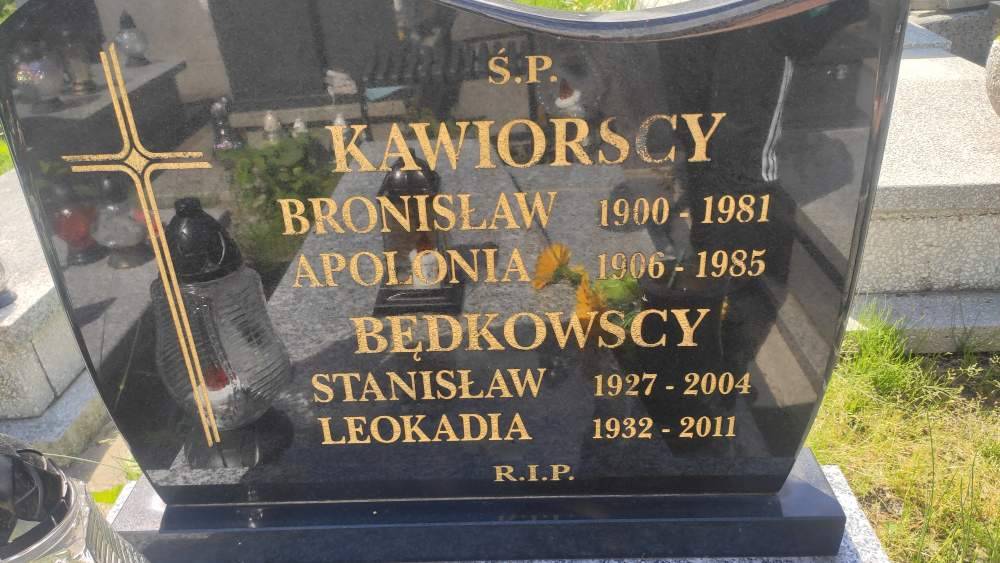 Ś.P.
KAWIORSCY
BRONISŁAW 1900 - 1981
APOLONIA 1906 - 1985
BĘDKOWSCY
STANISŁAW 1927 - 2004
LEOKADIA 1932 - 2011
R.I.P.